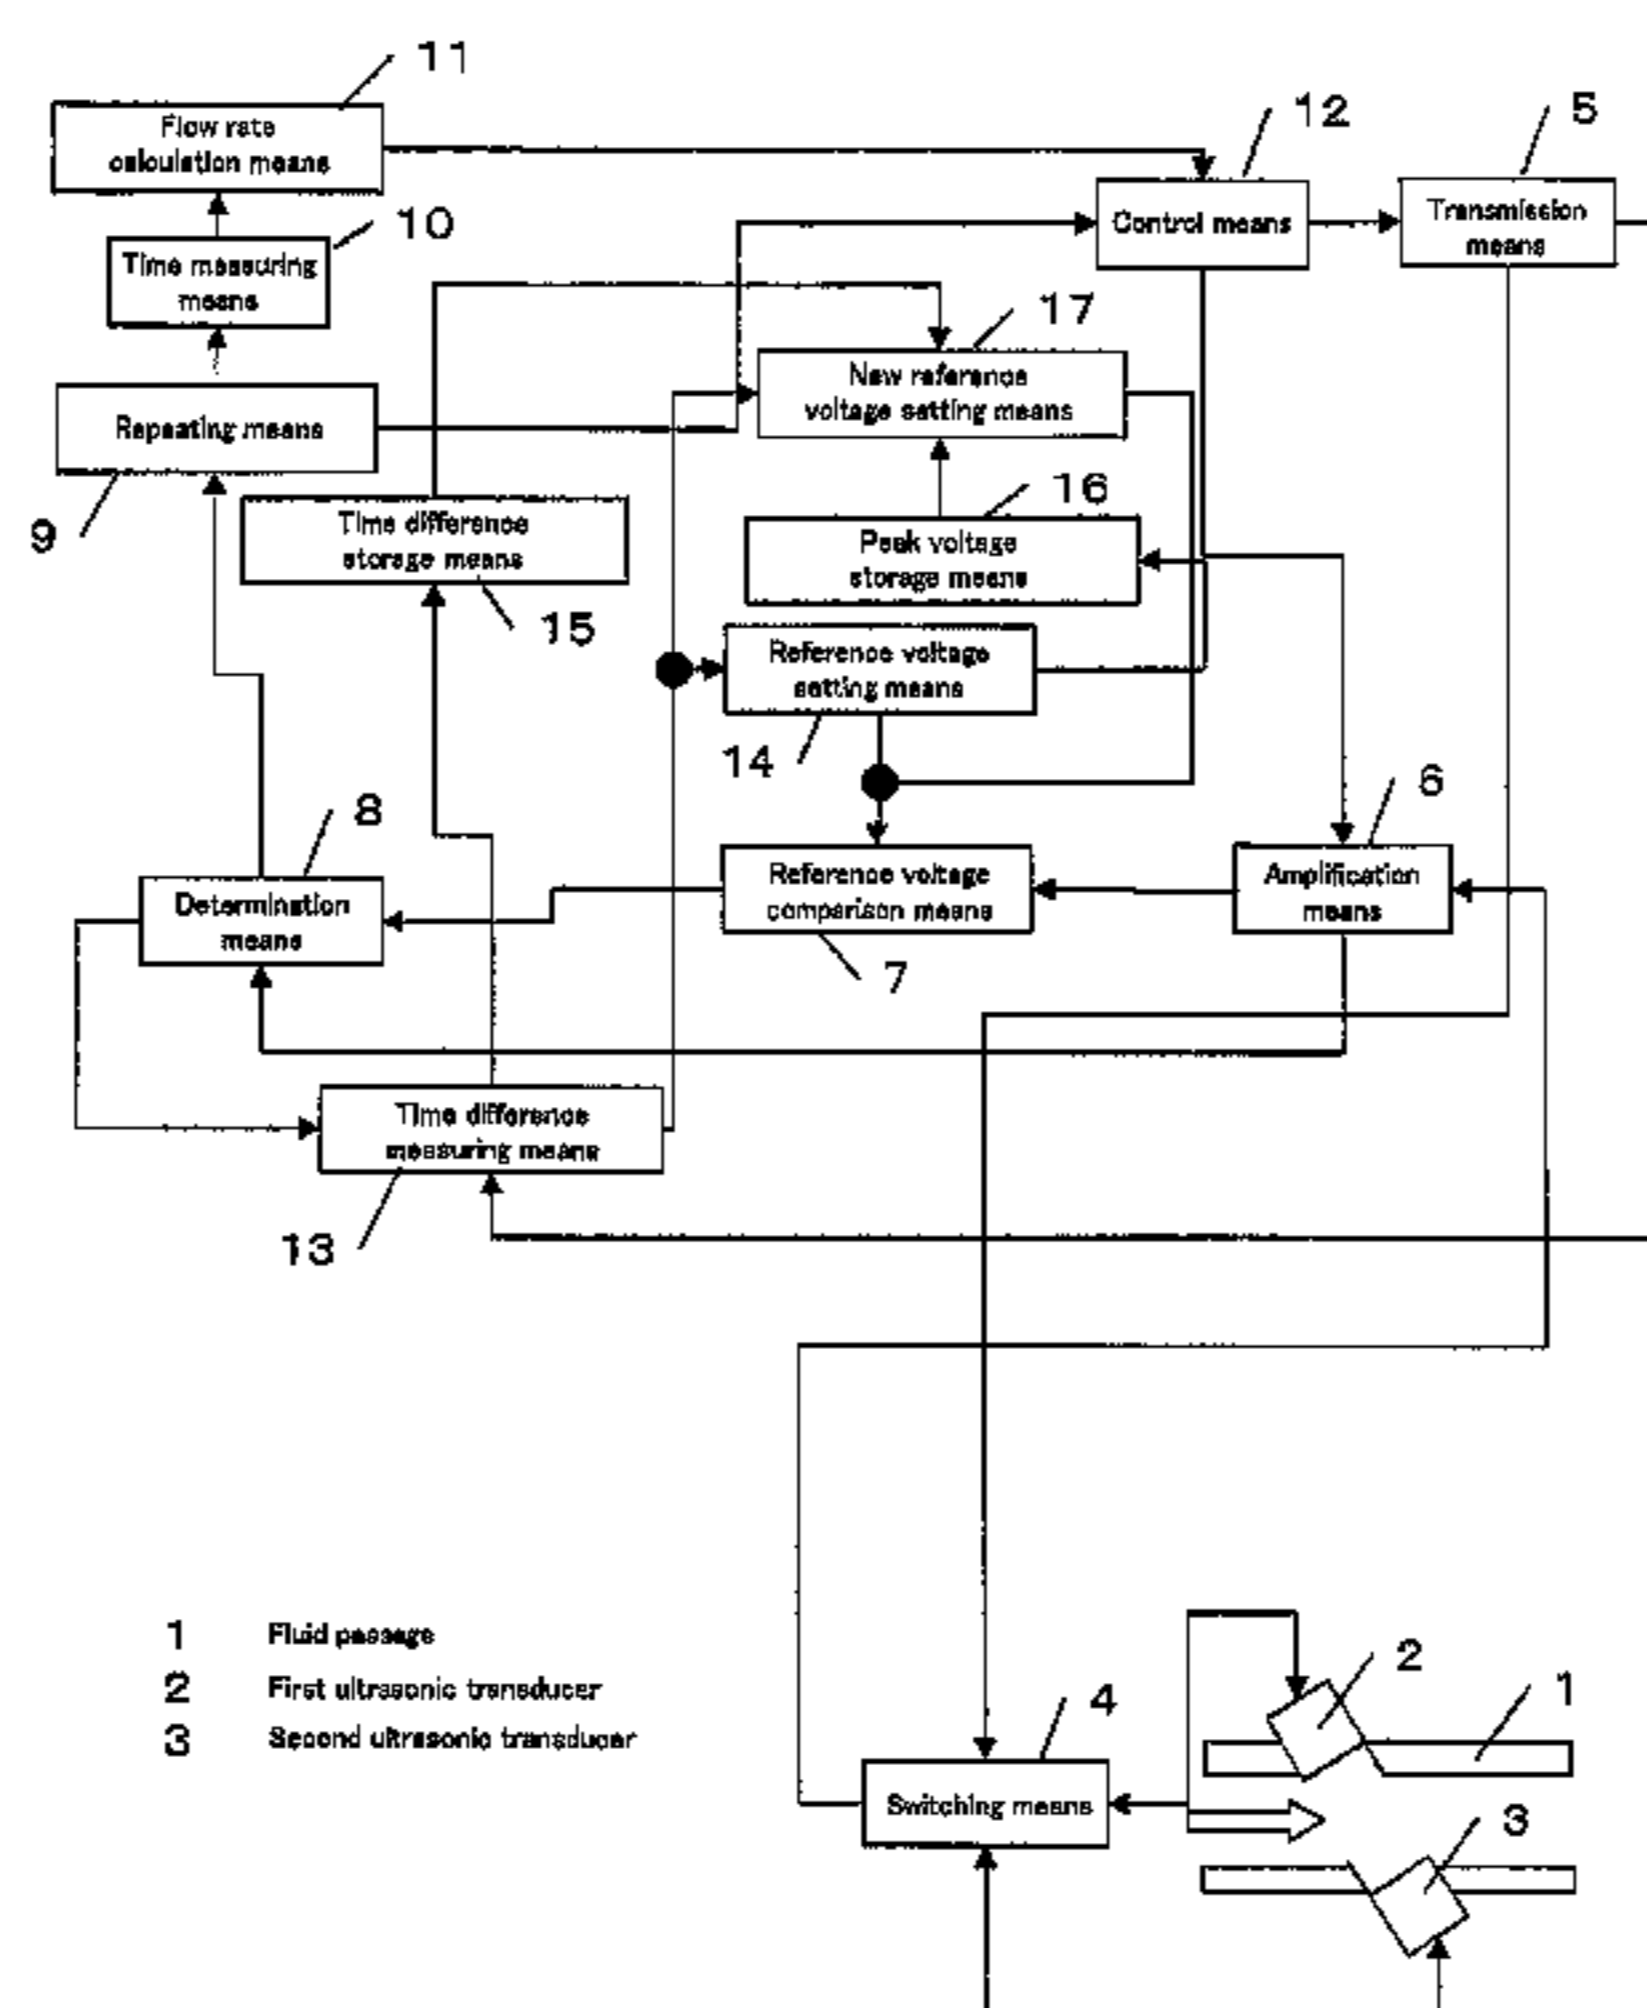 11
Flow rate
calculation means
12
5
10
Control means
Transmission
means
Time measuring
means
17
New reference
voltage setting means
Repeating means
9
16
Time difference
storage means
Peak voltage
storage means
15
Reference voltage
setting means
14
6
8
Reference voltage
comparison means
Amplification
means
Determination
means
7
Time difference
measuring means
13
1 Fluid passage
2 First ultrasonic transducer
3 Second ultrasonic transducer
2
1
4
Switching means
3